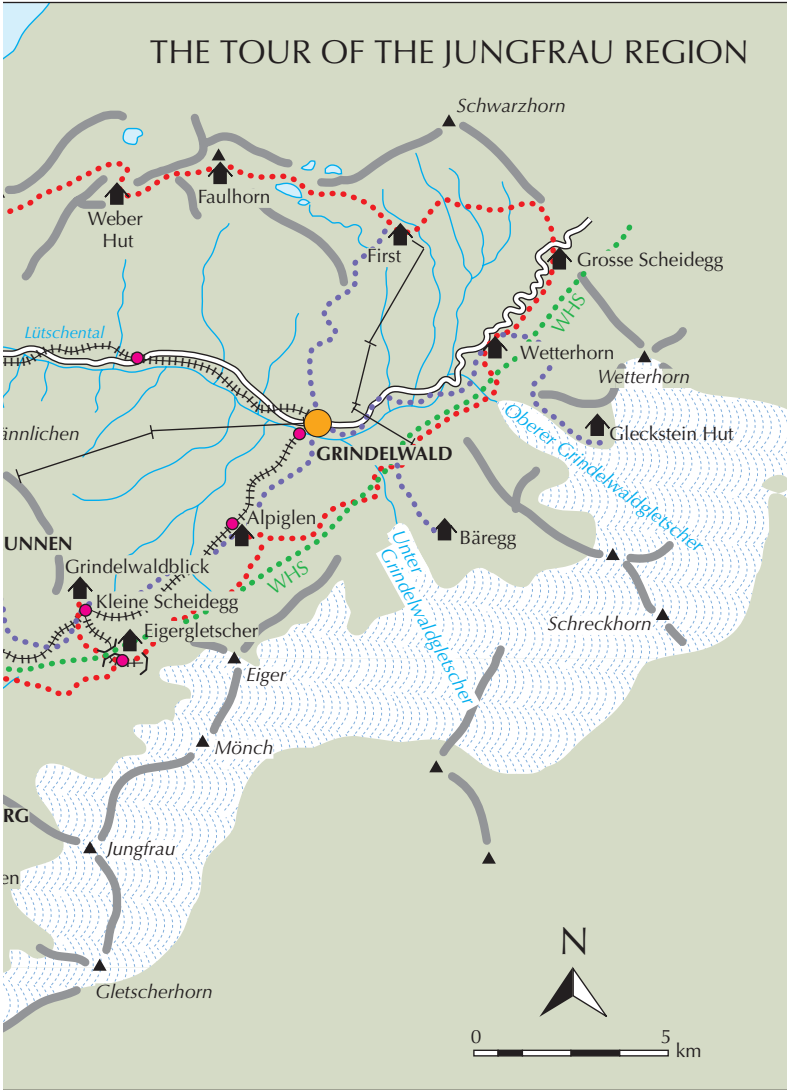 THE TOUR OF THE JUNGFRAU REGION
Schwarzhorn
Faulhorn
Weber
Hut
First
Grosse Scheidegg
WHS
Lütschental
Wetterhorn
Wetterhorn
ännlichen
GRINDELWALD
Gleckstein Hut
Oberer Grindelwaldgletscher
Alpiglen
Bäregg
UNNEN
Grindelwaldblick
WHS
Unter
Grindelwaldgletscher
Kleine Scheidegg
Eigergletscher
Schreckhorn
Eiger
Mönch
RG
Jungfrau
en
N
Gletscherhorn
0 5
km